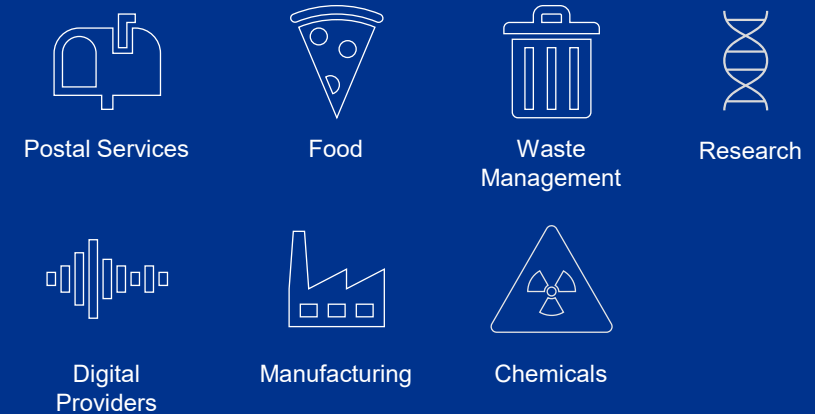 Postal Services
Food
Waste
Management
Research
Digital
Providers
Manufacturing
Chemicals